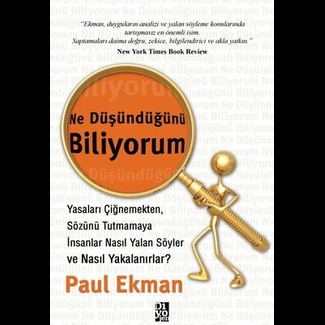 "Ekman, duyguların analizi ve yalan söyleme konularında
tartışmasız en önemli isim.
Saptamaları daima doğru, zekice, bilgilendirici ve akla yatkın."
New York Times Book Review
Ne Düşündüğünü
Biliyorum
Yasaları Çiğnemekten,
Sözünü Tutmamaya
İnsanlar Nasıl Yalan Söyler
ve Nasıl Yakalanırlar?
Paul Ekman